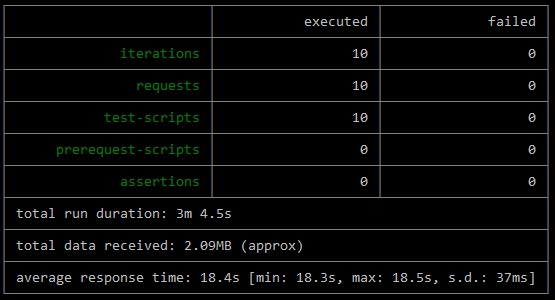 executed failed
iterations 10 0
requests 10 0
test-scripts 10 0
prerequest-scripts 0 0
assertions 0 0
total run duration: 3m 4.5s
total data received: 2.09MB (approx)
average response time: 18.4s [min: 18.3s, max: 18.5s, s.d.: 37ms]